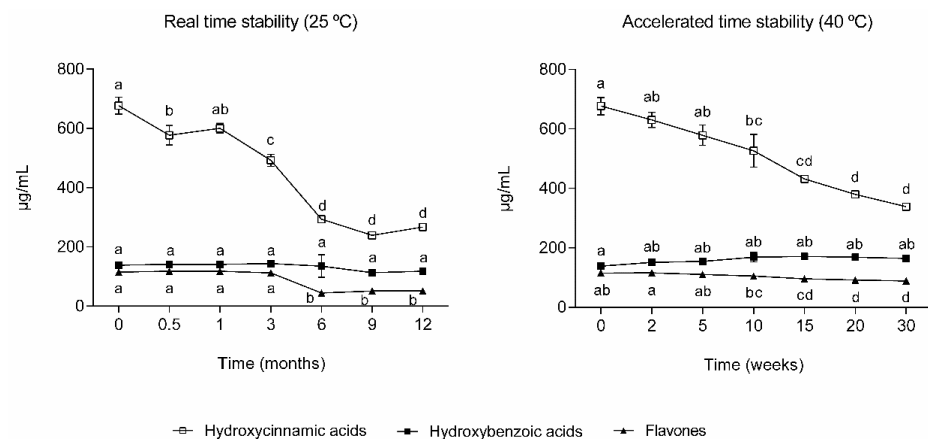 Real time stability (25 ºC)
800
600
400
200
0
µg/mL
a
b
ab
c
d
d
d
a
a
a
a
a
a
a
a
a
a
a
b
b
b
0
0.5
1
3
6
9
12
Time (months)
Accelerated time stability (40 ºC)
800
600
400
200
0
µg/mL
a
ab
ab
bc
cd
d
d
a
ab
ab
ab
ab
ab
ab
ab
a
ab
bc
cd
d
d
0
2
5
10
15
20
30
Time (weeks)
Hydroxycinnamic acids
Hydroxybenzoic acids
Flavones